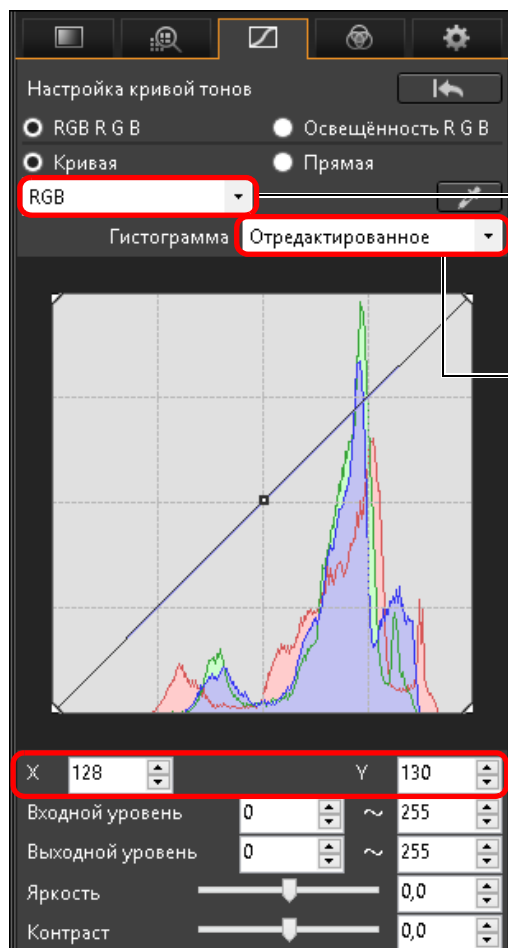 Настройка кривой тонов
RGB R G B Освещённость R G B
Кривая Прямая
RGB
Гистограмма Отредактированное
X 128 Y 130
Входной уровень 0 ~ 255
Выходной уровень 0 ~ 255
Яркость 0,0
Контраст 0,0